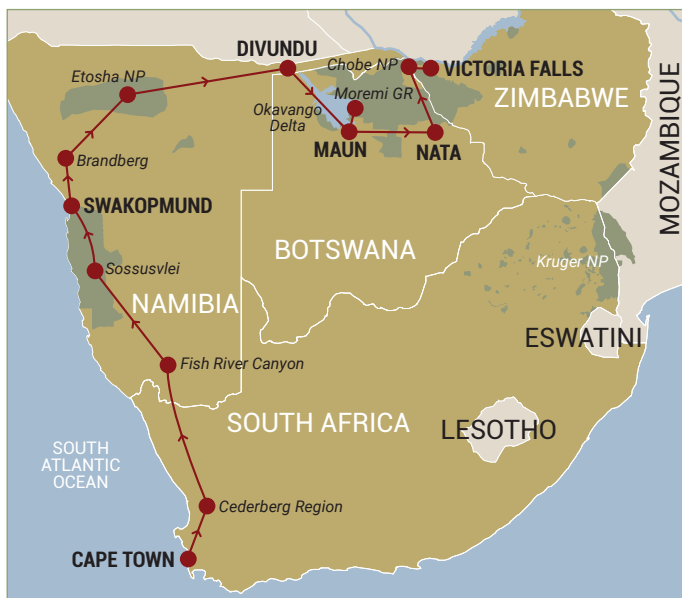 DIVUNDU
Chobe NP
VICTORIA FALLS
Etosha NP
Moremi GR
ZIMBABWE
Okavango
Delta
MAUN
NATA
MOZAMBIQUE
Brandberg
SWAKOPMUND
BOTSWANA
Kruger NP
Sossusvlei
NAMIBIA
ESWATINI
Fish River Canyon
SOUTH AFRICA
LESOTHO
SOUTH
ATLANTIC
OCEAN
Cederberg Region
CAPE TOWN